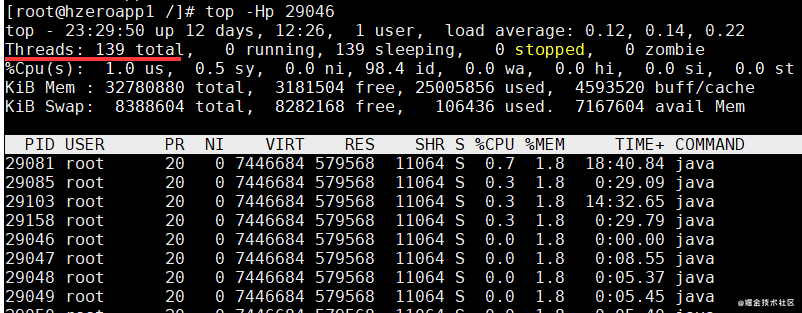 [root@hzeroapp1 /]# top -Hp 29046
top - 23:29:50 up 12 days, 12:26,  1 user,  load average: 0.12, 0.14, 0.22
Threads: 139 total,   0 running, 139 sleeping,   0 stopped,   0 zombie
%Cpu(s):  1.0 us,  0.5 sy,  0.0 ni, 98.4 id,  0.0 wa,  0.0 hi,  0.0 si,  0.0 st
KiB Mem : 32780880 total,  3181504 free, 25005856 used,  4593520 buff/cache
KiB Swap:  8388604 total,  8282168 free,   106436 used.  7167604 avail Mem
PID USER PR NI VIRT RES SHR S %CPU %MEM TIME+ COMMAND
29081 root 20 0 7446684 579568 11064 S 0.7 1.8 18:40.84 java
29085 root 20 0 7446684 579568 11064 S 0.3 1.8 0:29.09 java
29103 root 20 0 7446684 579568 11064 S 0.3 1.8 14:32.65 java
29158 root 20 0 7446684 579568 11064 S 0.3 1.8 0:29.79 java
29046 root 20 0 7446684 579568 11064 S 0.0 1.8 0:00.00 java
29047 root 20 0 7446684 579568 11064 S 0.0 1.8 0:08.55 java
29048 root 20 0 7446684 579568 11064 S 0.0 1.8 0:05.37 java
29049 root 20 0 7446684 579568 11064 S 0.0 1.8 0:05.45 java
@掘金技术社区